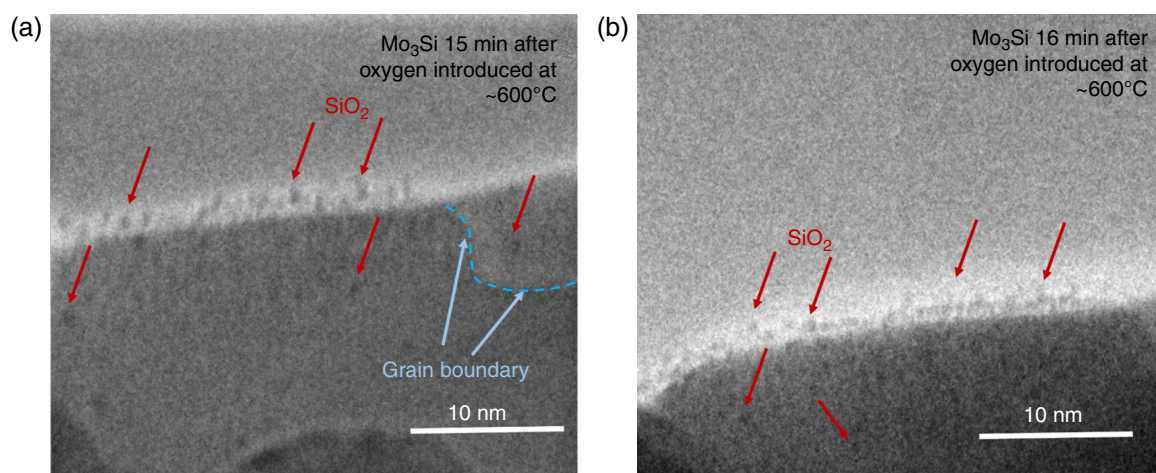 (a)
Mo₃Si 15 min after
oxygen introduced at
~600°C
SiO₂
Grain boundary
10 nm
(b)
Mo₃Si 16 min after
oxygen introduced at
~600°C
SiO₂
10 nm